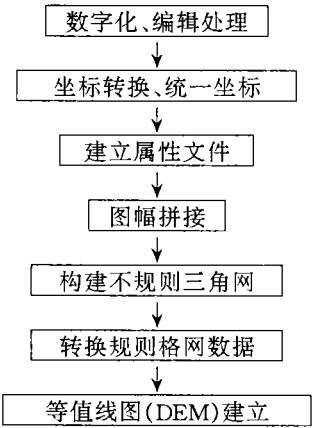 数字化、编辑处理
坐标转换、统一坐标
建立属性文件
图幅拼接
构建不规则三角网
转换规则格网数据
等值线图(DEM)建立